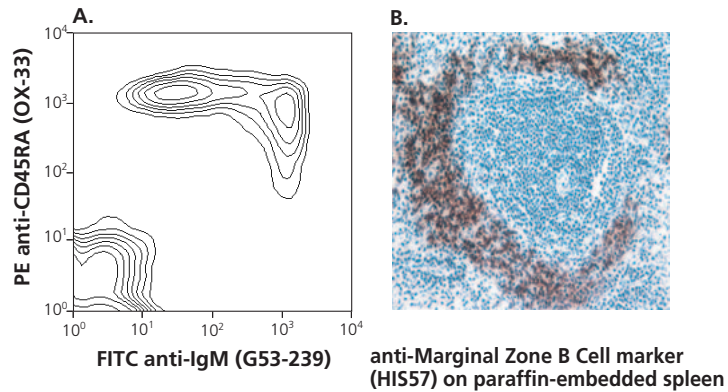 A.
B.
PE anti-CD45RA (OX-33)
10⁴
10³
10²
10¹
10⁰
10⁰ 10¹ 10² 10³ 10⁴
FITC anti-IgM (G53-239)
anti-Marginal Zone B Cell marker
(HIS57) on paraffin-embedded spleen